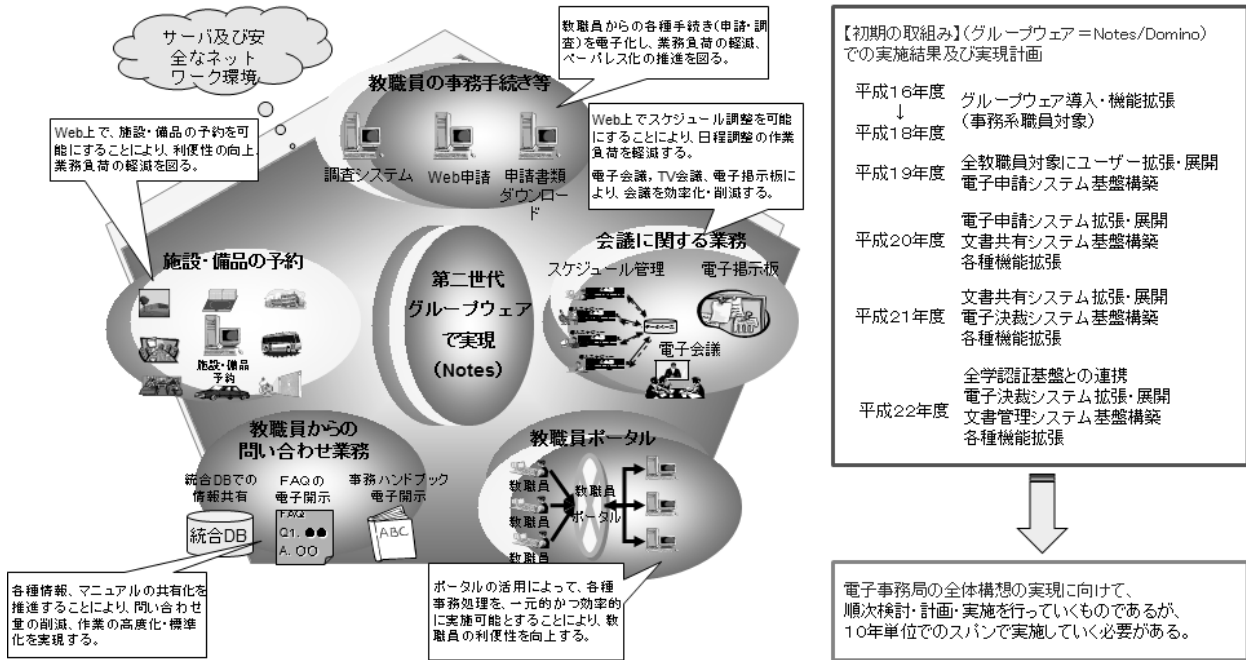 サーバ及び安
全なネット
ワーク環境
教職員からの各種手続き(申請・調
査)を電子化し、業務負荷の軽減、
ペーパレス化の推進を図る。
教職員の事務手続き等
調査システム
Web申請
申請書類
ダウンロー
ド
Web上で、施設・備品の予約を可
能にすることにより、利便性の向上、
業務負荷の軽減を図る。
Web上でスケジュール調整を可能
にすることにより、日程調整の作業
負荷を軽減する。
電子会議，TV会議、電子掲示板に
より、会議を効率化・削減する。
施設・備品の予約
施設・備品
予約
第二世代
グループウェア
で実現
（Notes）
会議に関する業務
スケジュール管理
電子掲示板
データベース
電子会議
教職員からの
問い合わせ業務
統合DBでの
情報共有
FAQの
電子開示
事務ハンドブック
電子開示
統合DB
FAQ
Q1. ●●
A. ○○
ABC
教職員ポータル
教職員
教職員
教職員
教職員
ポータル
各種情報、マニュアルの共有化を
推進することにより、問い合わせ
量の削減、作業の高度化・標準
化を実現する。
ポータルの活用によって、各種
事務処理を、一元的かつ効率的
に実施可能とすることにより、教
職員の利便性を向上する。
【初期の取組み】（グループウェア＝Notes/Domino）
での実施結果及び実現計画
平成16年度
↓
平成18年度
グループウェア導入・機能拡張
（事務系職員対象）
平成19年度
全教職員対象にユーザー拡張・展開
電子申請システム基盤構築
平成20年度
電子申請システム拡張・展開
文書共有システム基盤構築
各種機能拡張
平成21年度
文書共有システム拡張・展開
電子決裁システム基盤構築
各種機能拡張
平成22年度
全学認証基盤との連携
電子決裁システム拡張・展開
文書管理システム基盤構築
各種機能拡張
電子事務局の全体構想の実現に向けて、
順次検討・計画・実施を行っていくものであるが、
10年単位でのスパンで実施していく必要がある。